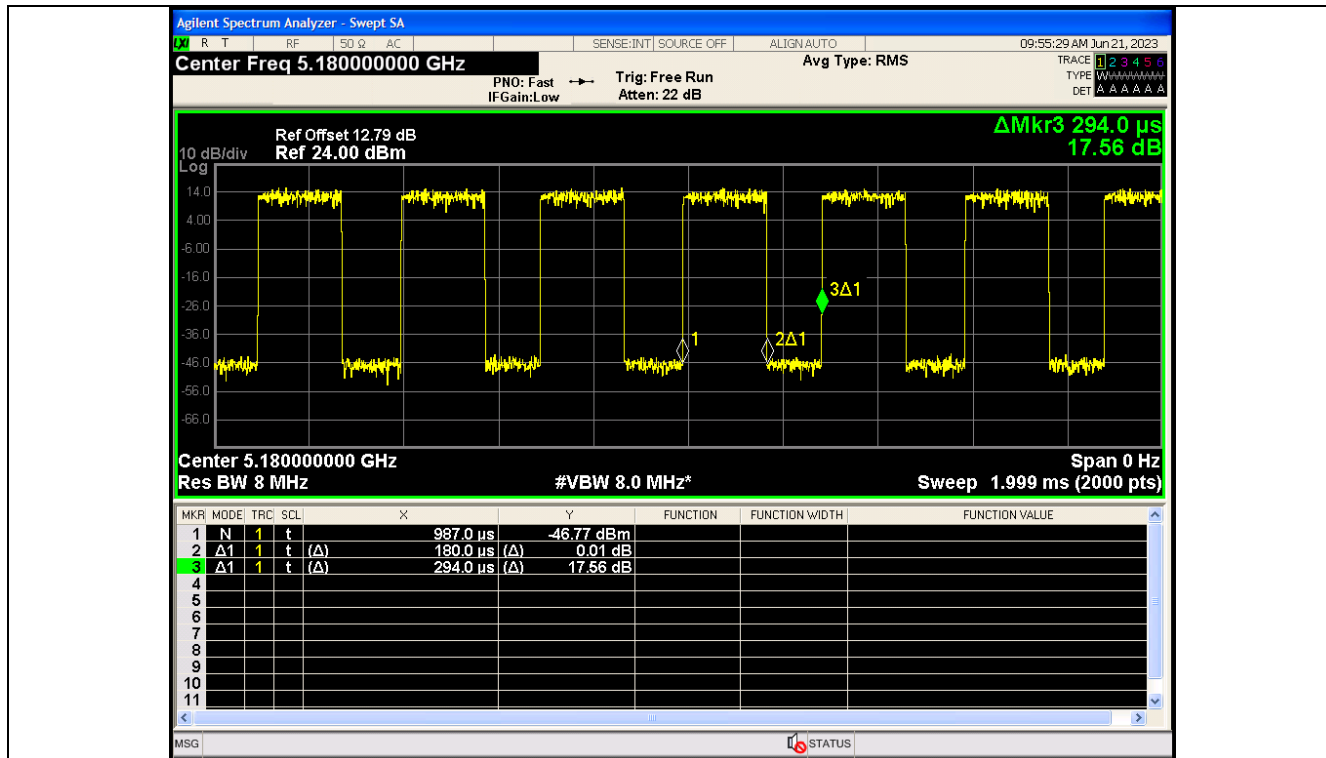 Agilent Spectrum Analyzer - Swept SA
LXI R T RF 50 Ω AC SENSE:INT SOURCE OFF ALIGN AUTO 09:55:29 AM Jun 21, 2023
Center Freq 5.180000000 GHz
PNO: Fast
IFGain:Low
Trig: Free Run
Atten: 22 dB
Avg Type: RMS
TRACE 1 2 3 4 5 6
TYPE W
DET A A A A A A
ΔMkr3 294.0 µs
17.56 dB
Ref Offset 12.79 dB
10 dB/div Ref 24.00 dBm
Log
14.0
4.00
-6.00
-16.0
-26.0
-36.0
-46.0
-56.0
-66.0
3Δ1
1
2Δ1
Center 5.180000000 GHz Span 0 Hz
Res BW 8 MHz #VBW 8.0 MHz* Sweep 1.999 ms (2000 pts)
MKR MODE TRC SCL X Y FUNCTION FUNCTION WIDTH FUNCTION VALUE
1 N 1 t 987.0 µs -46.77 dBm
2 Δ1 1 t (Δ) 180.0 µs (Δ) 0.01 dB
3 Δ1 1 t (Δ) 294.0 µs (Δ) 17.56 dB
4
5
6
7
8
9
10
11
MSG STATUS